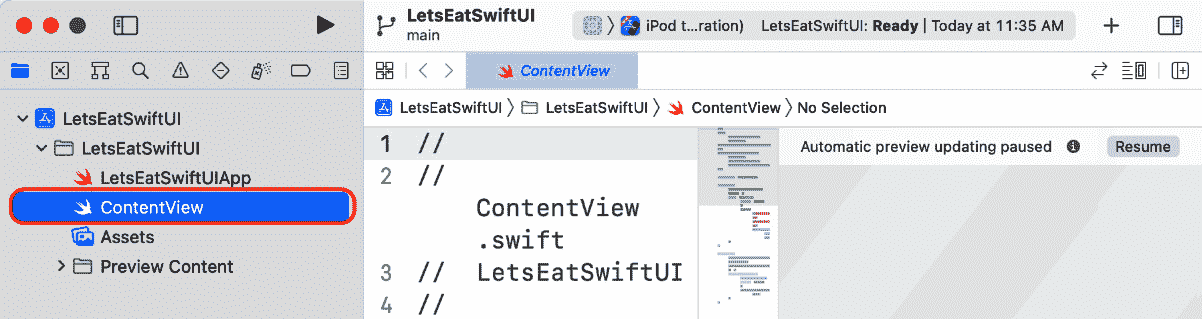 LetsEatSwiftUI
main
iPod t...ration)
LetsEatSwiftUI: Ready | Today at 11:35 AM
ContentView
LetsEatSwiftUI
LetsEatSwiftUI
LetsEatSwiftUIApp
ContentView
Assets
Preview Content
LetsEatSwiftUI
LetsEatSwiftUI
ContentView
No Selection
1 //
2 //
ContentView
.swift
3 // LetsEatSwiftUI
4 //
Automatic preview updating paused
Resume